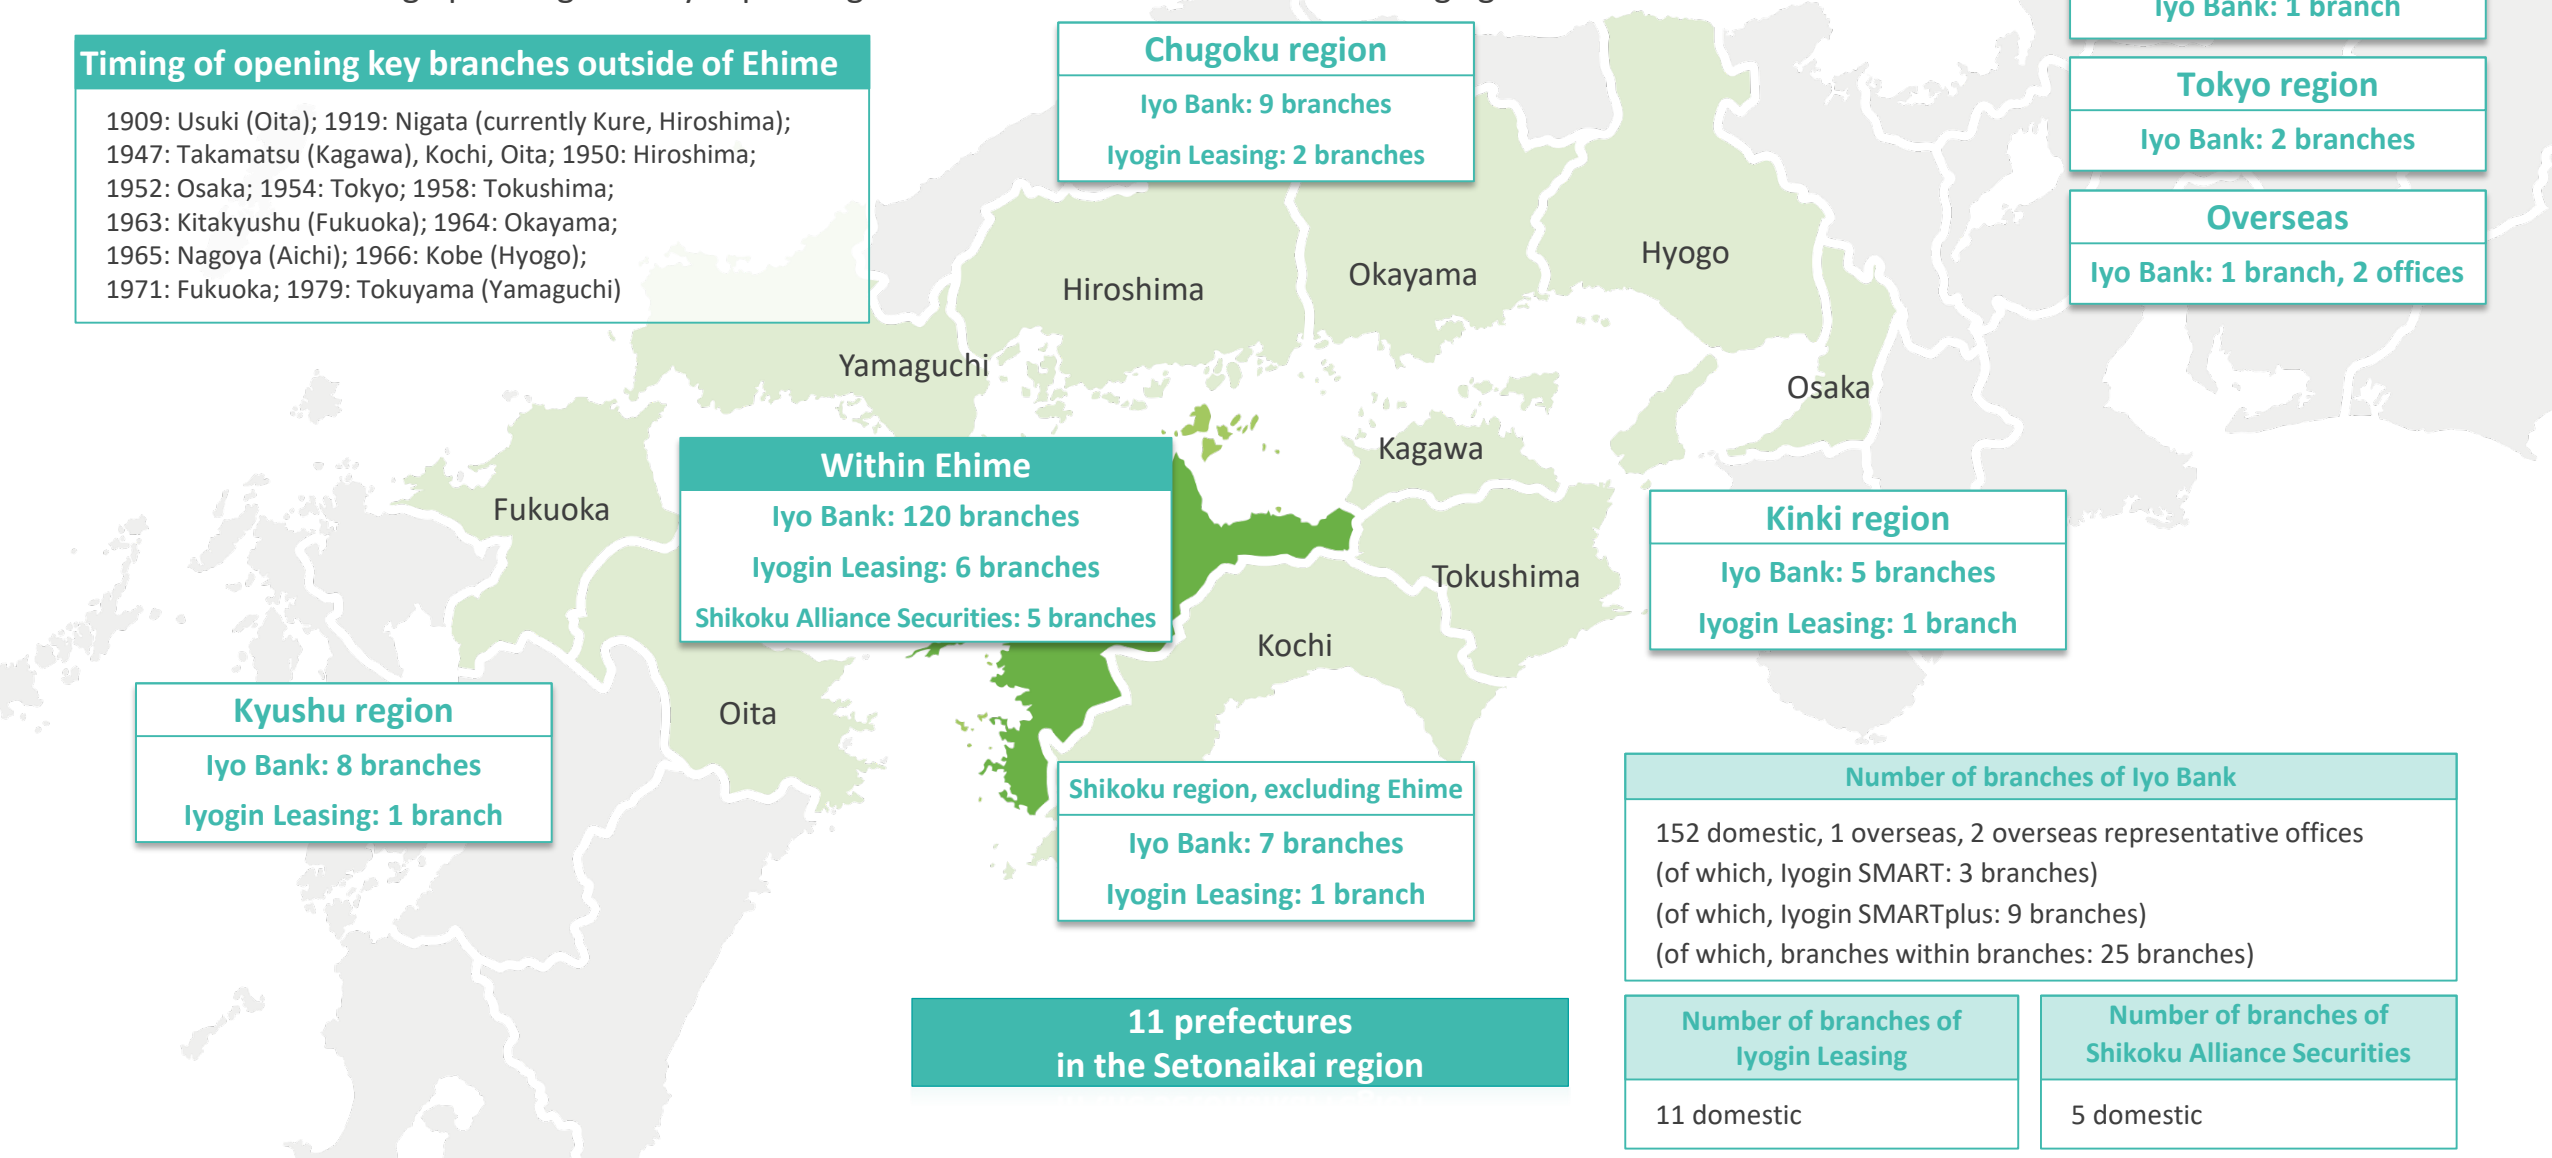 Iyo Bank: 1 branch
Timing of opening key branches outside of Ehime
1909: Usuki (Oita); 1919: Nigata (currently Kure, Hiroshima);
1947: Takamatsu (Kagawa), Kochi, Oita; 1950: Hiroshima;
1952: Osaka; 1954: Tokyo; 1958: Tokushima;
1963: Kitakyushu (Fukuoka); 1964: Okayama;
1965: Nagoya (Aichi); 1966: Kobe (Hyogo);
1971: Fukuoka; 1979: Tokuyama (Yamaguchi)
Chugoku region
Iyo Bank: 9 branches
Iyogin Leasing: 2 branches
Tokyo region
Iyo Bank: 2 branches
Overseas
Iyo Bank: 1 branch, 2 offices
Hyogo
Okayama
Hiroshima
Yamaguchi
Osaka
Kagawa
Fukuoka
Within Ehime
Iyo Bank: 120 branches
Iyogin Leasing: 6 branches
Shikoku Alliance Securities: 5 branches
Kinki region
Iyo Bank: 5 branches
Iyogin Leasing: 1 branch
Tokushima
Kochi
Oita
Kyushu region
Iyo Bank: 8 branches
Iyogin Leasing: 1 branch
Shikoku region, excluding Ehime
Iyo Bank: 7 branches
Iyogin Leasing: 1 branch
Number of branches of Iyo Bank
152 domestic, 1 overseas, 2 overseas representative offices
(of which, Iyogin SMART: 3 branches)
(of which, Iyogin SMARTplus: 9 branches)
(of which, branches within branches: 25 branches)
11 prefectures
in the Setonaikai region
Number of branches of
Iyogin Leasing
11 domestic
Number of branches of
Shikoku Alliance Securities
5 domestic